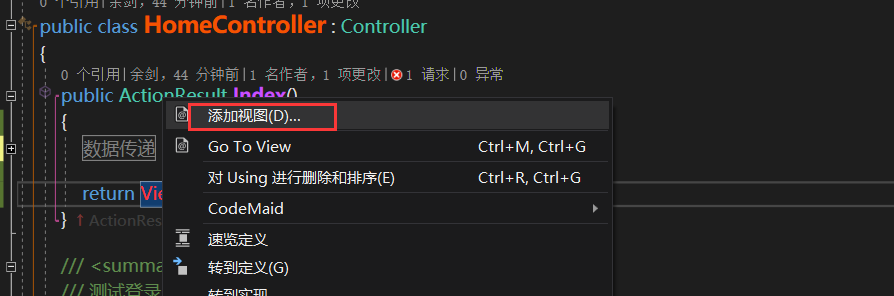 0 个引用|余剑，44 分钟前|1 名作者，1 项更改
public class HomeController : Controller
{
0 个引用|余剑，44 分钟前|1 名作者，1 项更改|1 请求|0 异常
public ActionResult Index()
{
添加视图(D)...
数据传递
Go To View Ctrl+M, Ctrl+G
对 Using 进行删除和排序(E) Ctrl+R, Ctrl+G
return Vie
CodeMaid
} ↑ ActionRes
速览定义
/// <summa
转到定义(G)
/// 测试登录
转到实现